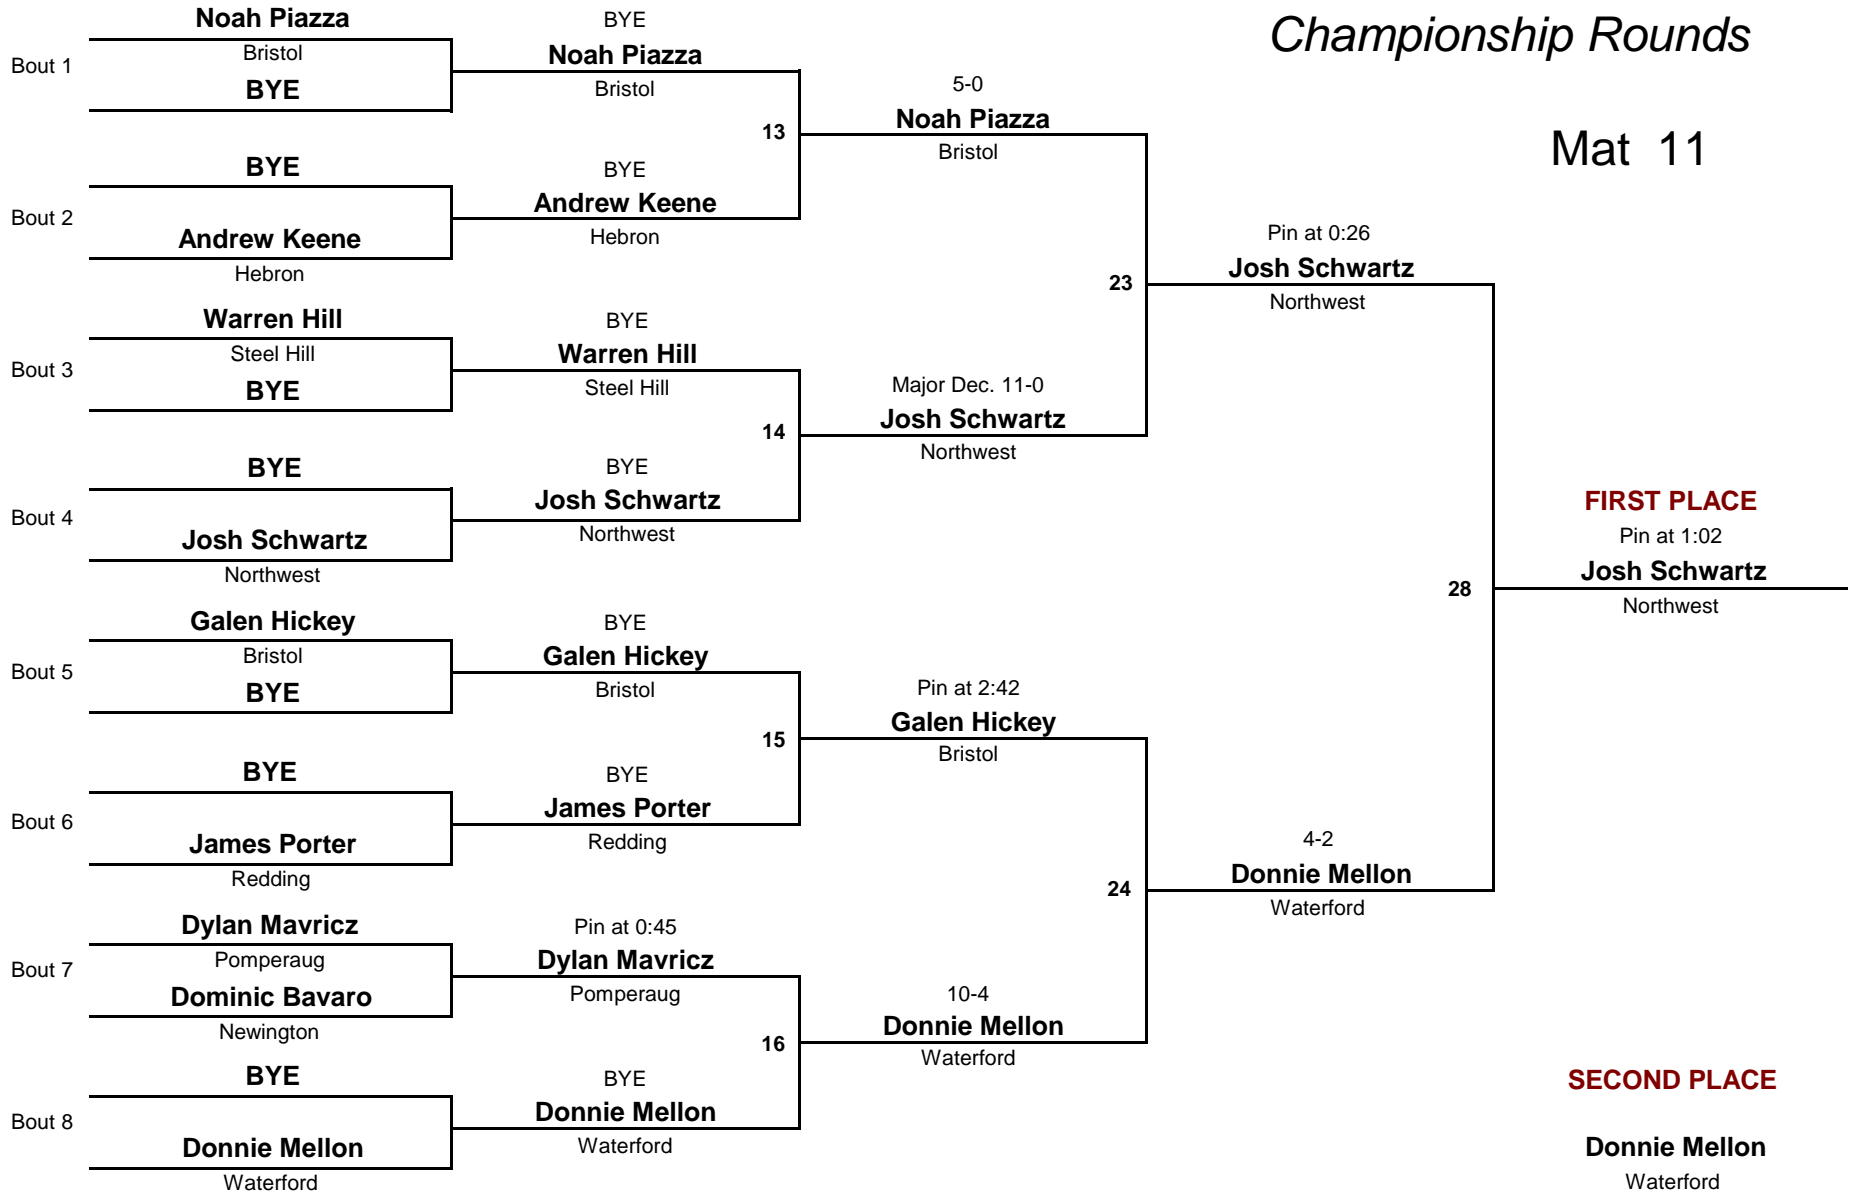 Championship Rounds
Mat 11
Noah Piazza
Bristol
Bout 1
BYE
BYE
Bout 2
Andrew Keene
Hebron
Warren Hill
Steel Hill
Bout 3
BYE
BYE
Bout 4
Josh Schwartz
Northwest
Galen Hickey
Bristol
Bout 5
BYE
BYE
Bout 6
James Porter
Redding
Dylan Mavricz
Pomperaug
Bout 7
Dominic Bavaro
Newington
BYE
Bout 8
Donnie Mellon
Waterford
BYE
Noah Piazza
Bristol
13
BYE
Andrew Keene
Hebron
BYE
Warren Hill
Steel Hill
14
BYE
Josh Schwartz
Northwest
BYE
Galen Hickey
Bristol
15
BYE
James Porter
Redding
Pin at 0:45
Dylan Mavricz
Pomperaug
16
BYE
Donnie Mellon
Waterford
5-0
Noah Piazza
Bristol
23
Major Dec. 11-0
Josh Schwartz
Northwest
Pin at 2:42
Galen Hickey
Bristol
24
10-4
Donnie Mellon
Waterford
Pin at 0:26
Josh Schwartz
Northwest
28
4-2
Donnie Mellon
Waterford
FIRST PLACE
Pin at 1:02
Josh Schwartz
Northwest
SECOND PLACE
Donnie Mellon
Waterford